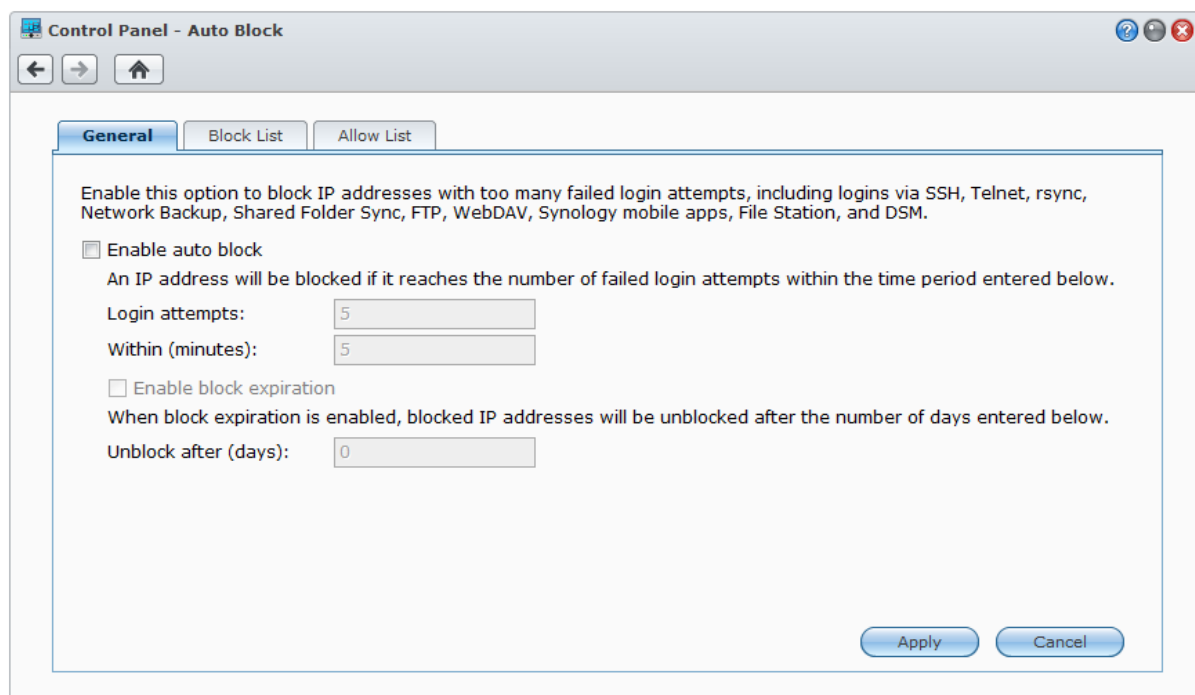 Control Panel - Auto Block
General
Block List
Allow List
Enable this option to block IP addresses with too many failed login attempts, including logins via SSH, Telnet, rsync,
Network Backup, Shared Folder Sync, FTP, WebDAV, Synology mobile apps, File Station, and DSM.
Enable auto block
An IP address will be blocked if it reaches the number of failed login attempts within the time period entered below.
Login attempts: 5
Within (minutes): 5
Enable block expiration
When block expiration is enabled, blocked IP addresses will be unblocked after the number of days entered below.
Unblock after (days): 0
Apply
Cancel